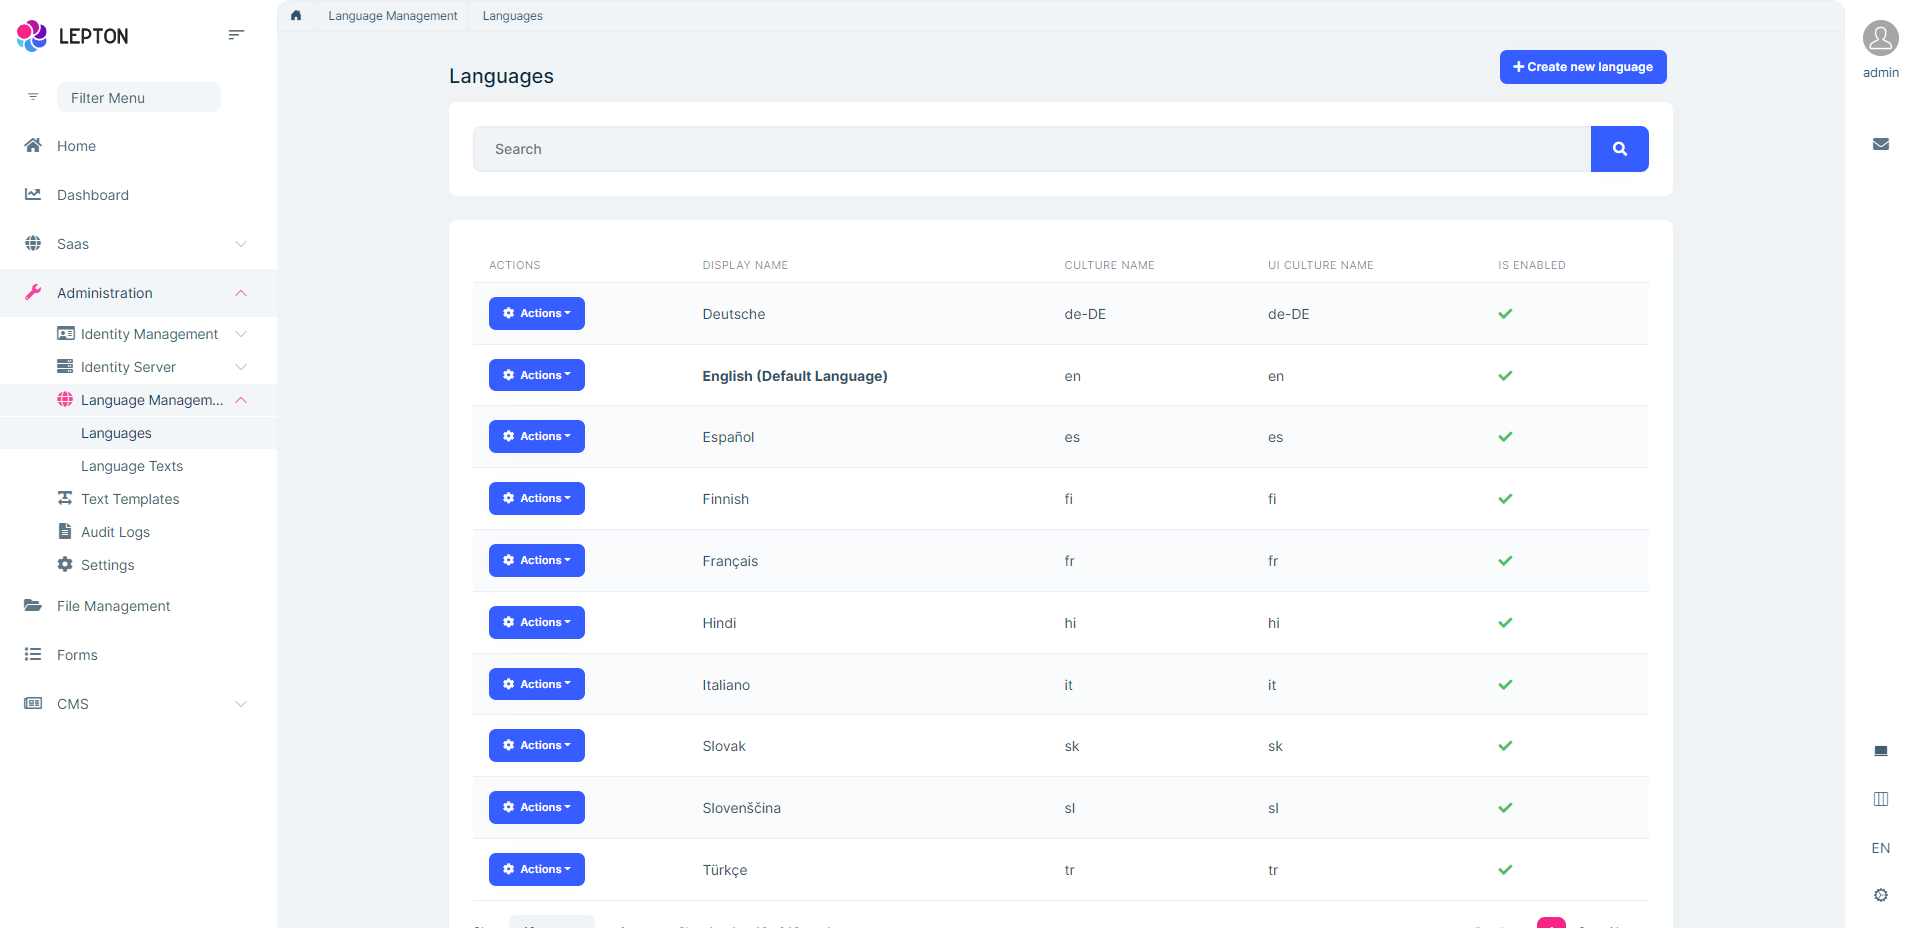 LEPTON
Filter Menu
Home
Dashboard
Saas
Administration
Identity Management
Identity Server
Language Managem...
Languages
Language Texts
Text Templates
Audit Logs
Settings
File Management
Forms
CMS
Language Management Languages
Languages
Create new language
Search
ACTIONS DISPLAY NAME CULTURE NAME UI CULTURE NAME IS ENABLED
Actions Deutsche de-DE de-DE
Actions English (Default Language) en en
Actions Español es es
Actions Finnish fi fi
Actions Français fr fr
Actions Hindi hi hi
Actions Italiano it it
Actions Slovak sk sk
Actions Slovenščina sl sl
Actions Türkçe tr tr
admin
EN